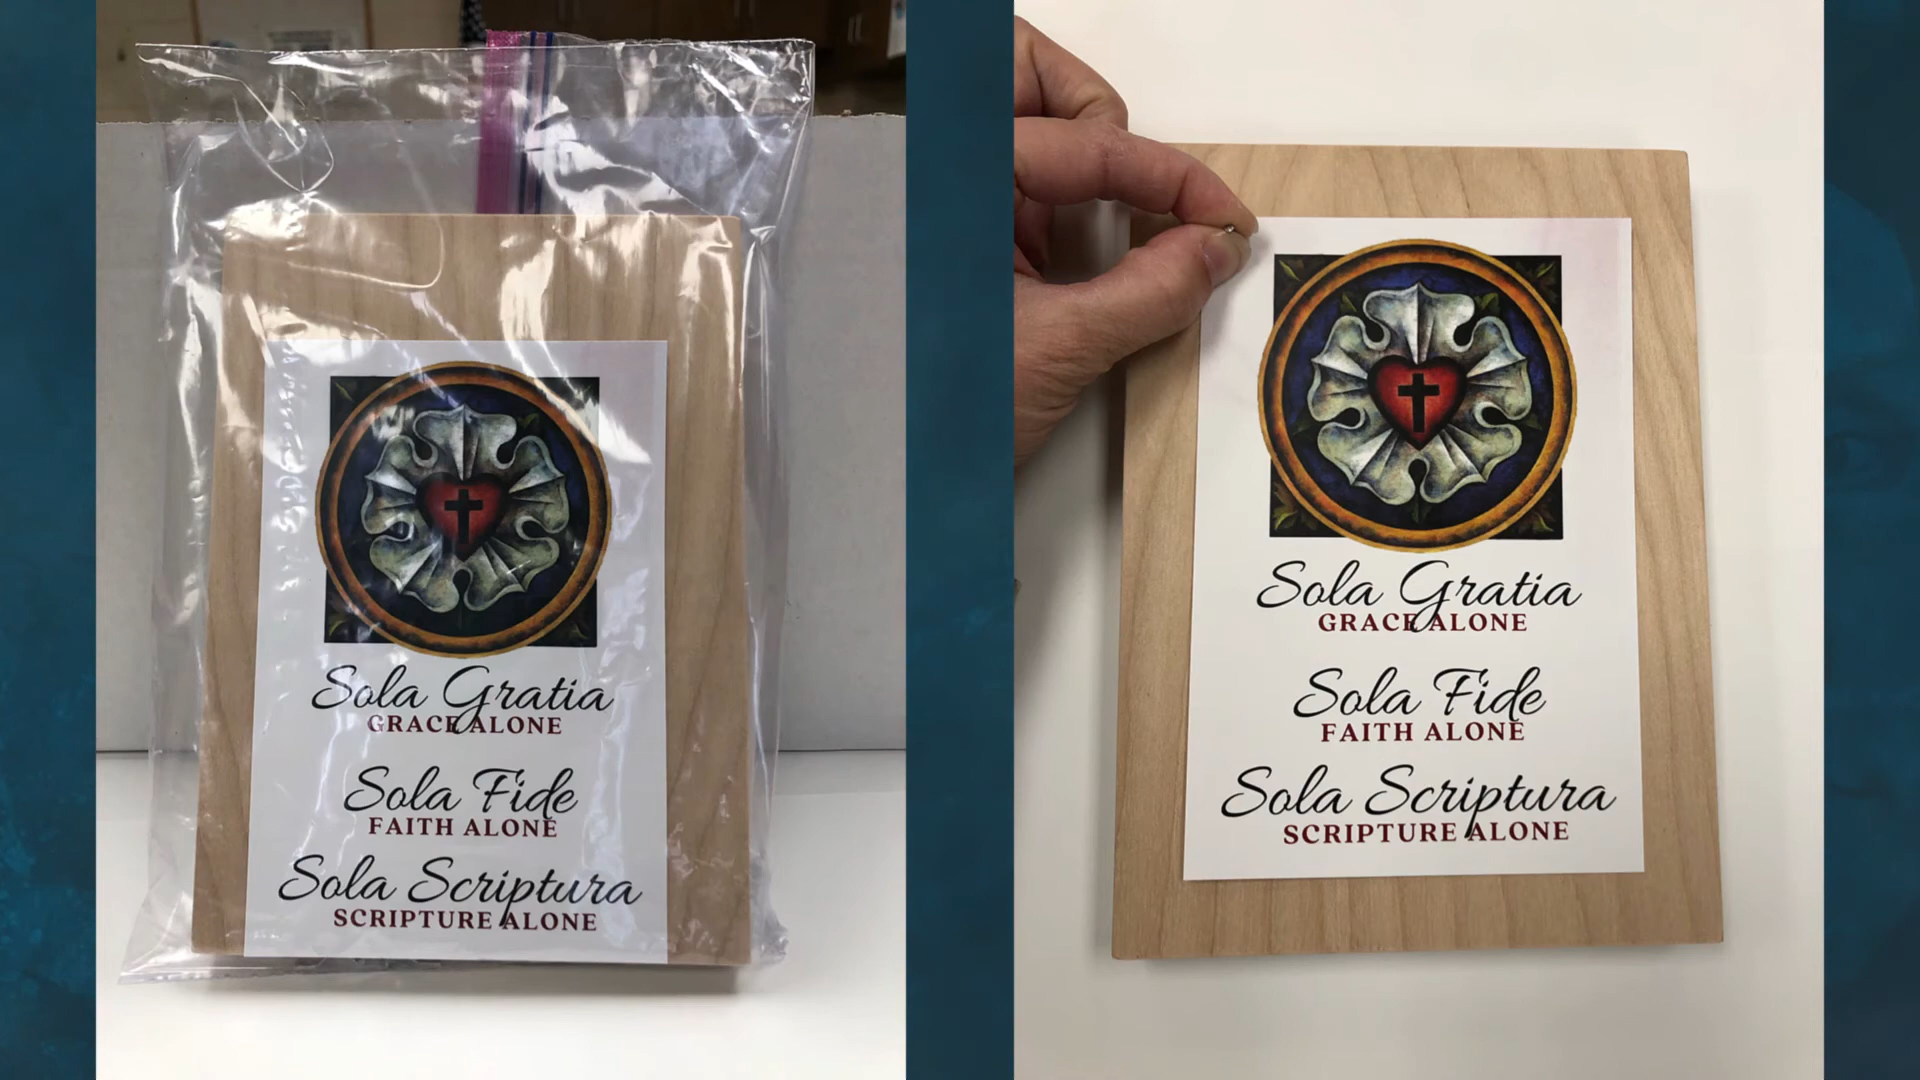 Sola Gratia
GRACE ALONE
Sola Fide
FAITH ALONE
Sola Scriptura
SCRIPTURE ALONE
Sola Gratia
GRACE ALONE
Sola Fide
FAITH ALONE
Sola Scriptura
SCRIPTURE ALONE